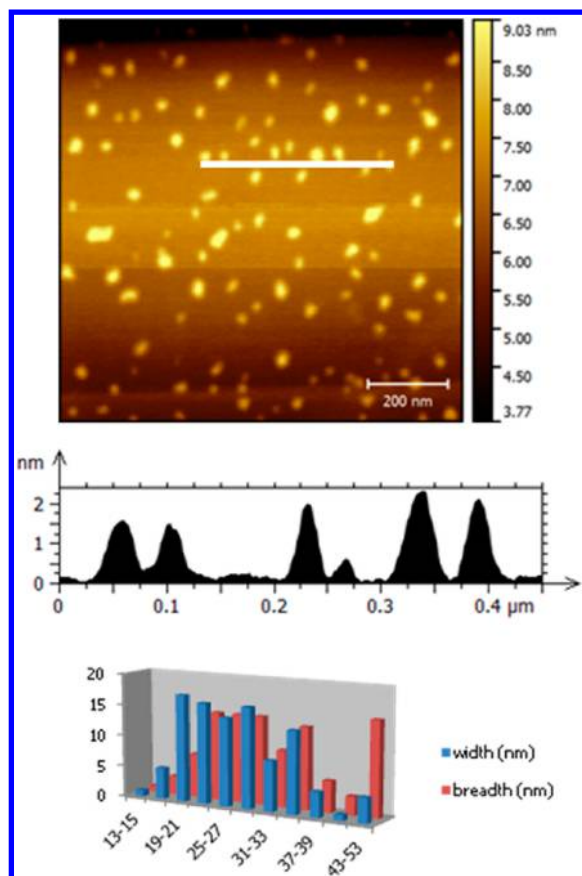 9.03 nm
8.50
8.00
7.50
7.00
6.50
6.00
5.50
5.00
4.50
3.77
200 nm
nm
2
1
0
0 0.1 0.2 0.3 0.4 µm
20
15
10
5
0
width (nm)
breadth (nm)
13-15 19-21 25-27 31-33 37-39 43-53